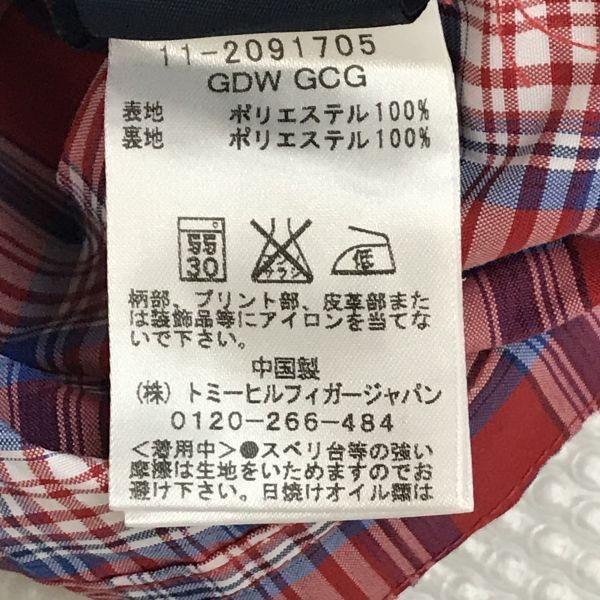 11-2091705
GDW GCG
表地 ポリエステル100%
裏地 ポリエステル100%
弱 30
エンソ サラシ
低
柄部、プリント部、皮革部また
は装飾品等にアイロンを当てな
いで下さい。
中国製
(株) トミーヒルフィガージャパン
0120-266-484
<着用中>●スベリ台等の強い
摩擦は生地をいためますのでお
避け下さい。日焼けオイル類は